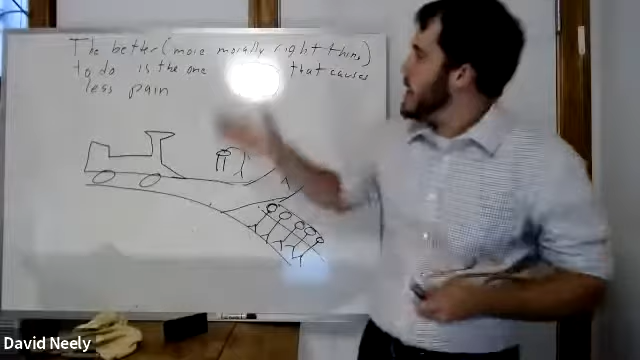 The better (more morally right thing)
to do is the one that causes
less pain
A
David Neely